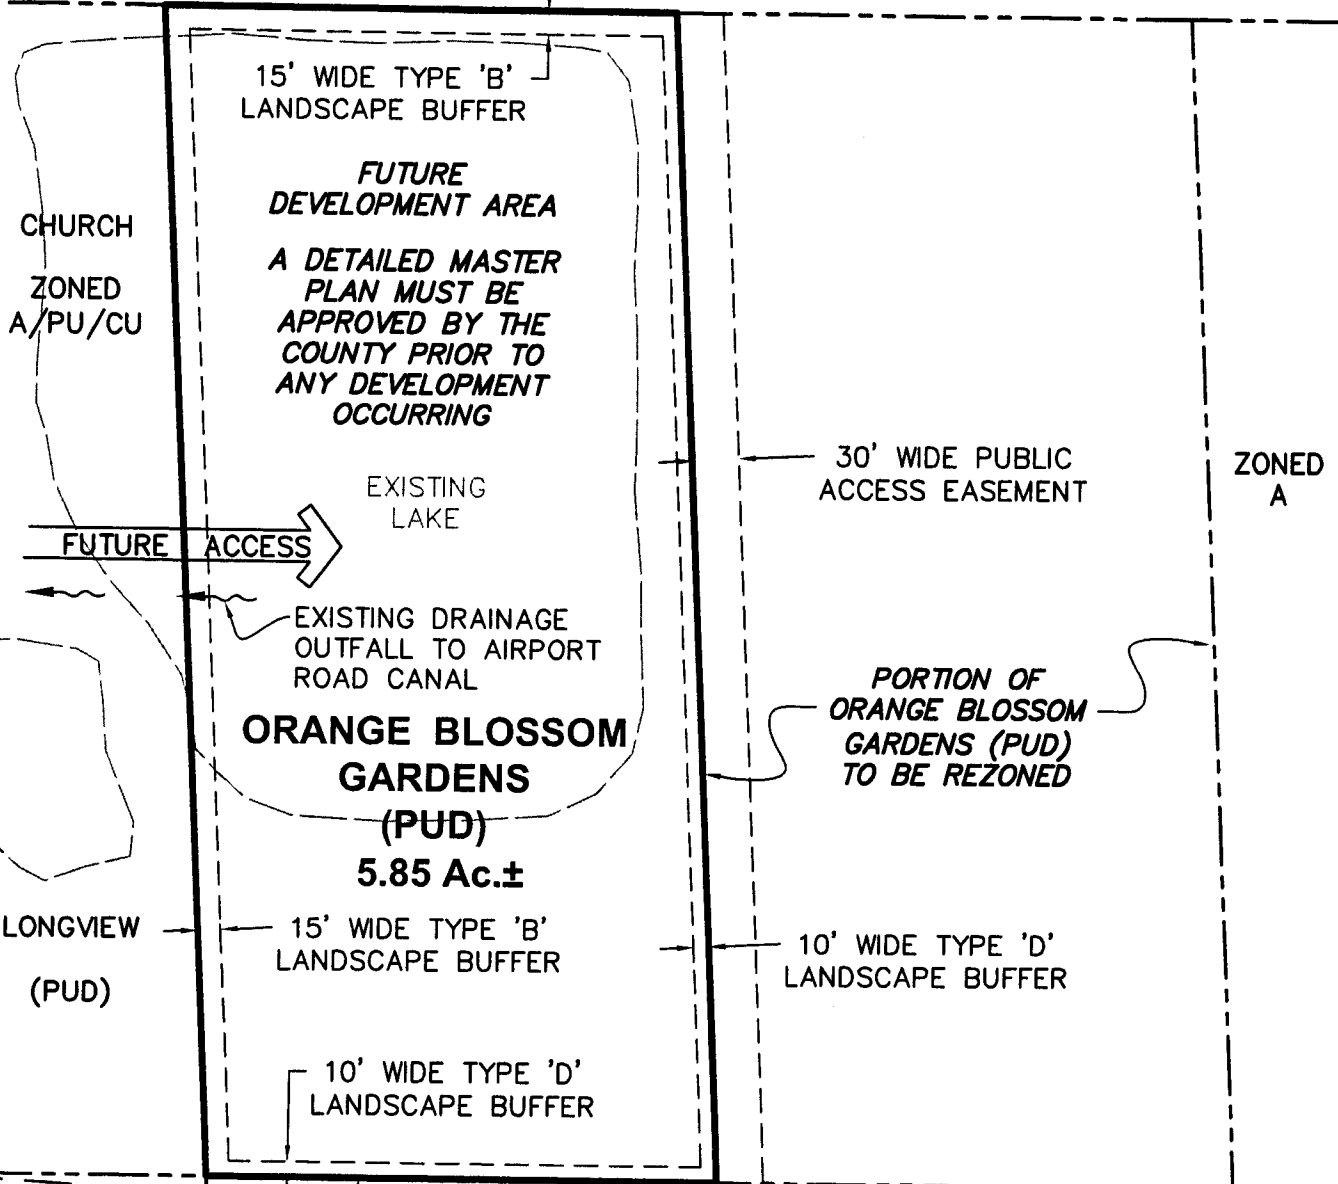 15' WIDE TYPE 'B'
LANDSCAPE BUFFER
FUTURE
DEVELOPMENT AREA
A DETAILED MASTER
PLAN MUST BE
APPROVED BY THE
COUNTY PRIOR TO
ANY DEVELOPMENT
OCCURRING
CHURCH
ZONED
A/PU/CU
EXISTING
LAKE
FUTURE ACCESS
EXISTING DRAINAGE
OUTFALL TO AIRPORT
ROAD CANAL
30' WIDE PUBLIC
ACCESS EASEMENT
ZONED
A
PORTION OF
ORANGE BLOSSOM
GARDENS (PUD)
TO BE REZONED
ORANGE BLOSSOM
GARDENS
(PUD)
5.85 Ac.±
LONGVIEW
(PUD)
15' WIDE TYPE 'B'
LANDSCAPE BUFFER
10' WIDE TYPE 'D'
LANDSCAPE BUFFER
10' WIDE TYPE 'D'
LANDSCAPE BUFFER